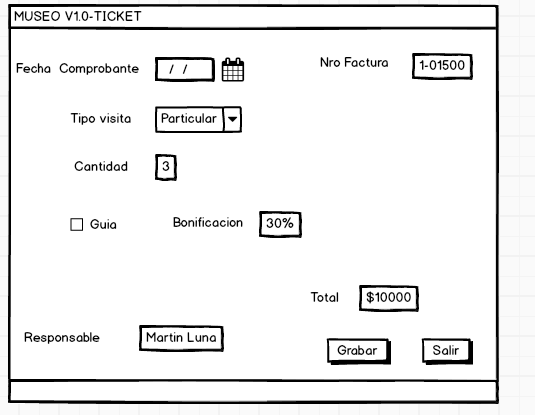 MUSEO V1.0-TICKET
Fecha Comprobante / / Nro Factura 1-01500
Tipo visita Particular
Cantidad 3
Guia Bonificacion 30%
Total $10000
Responsable Martin Luna
Grabar Salir